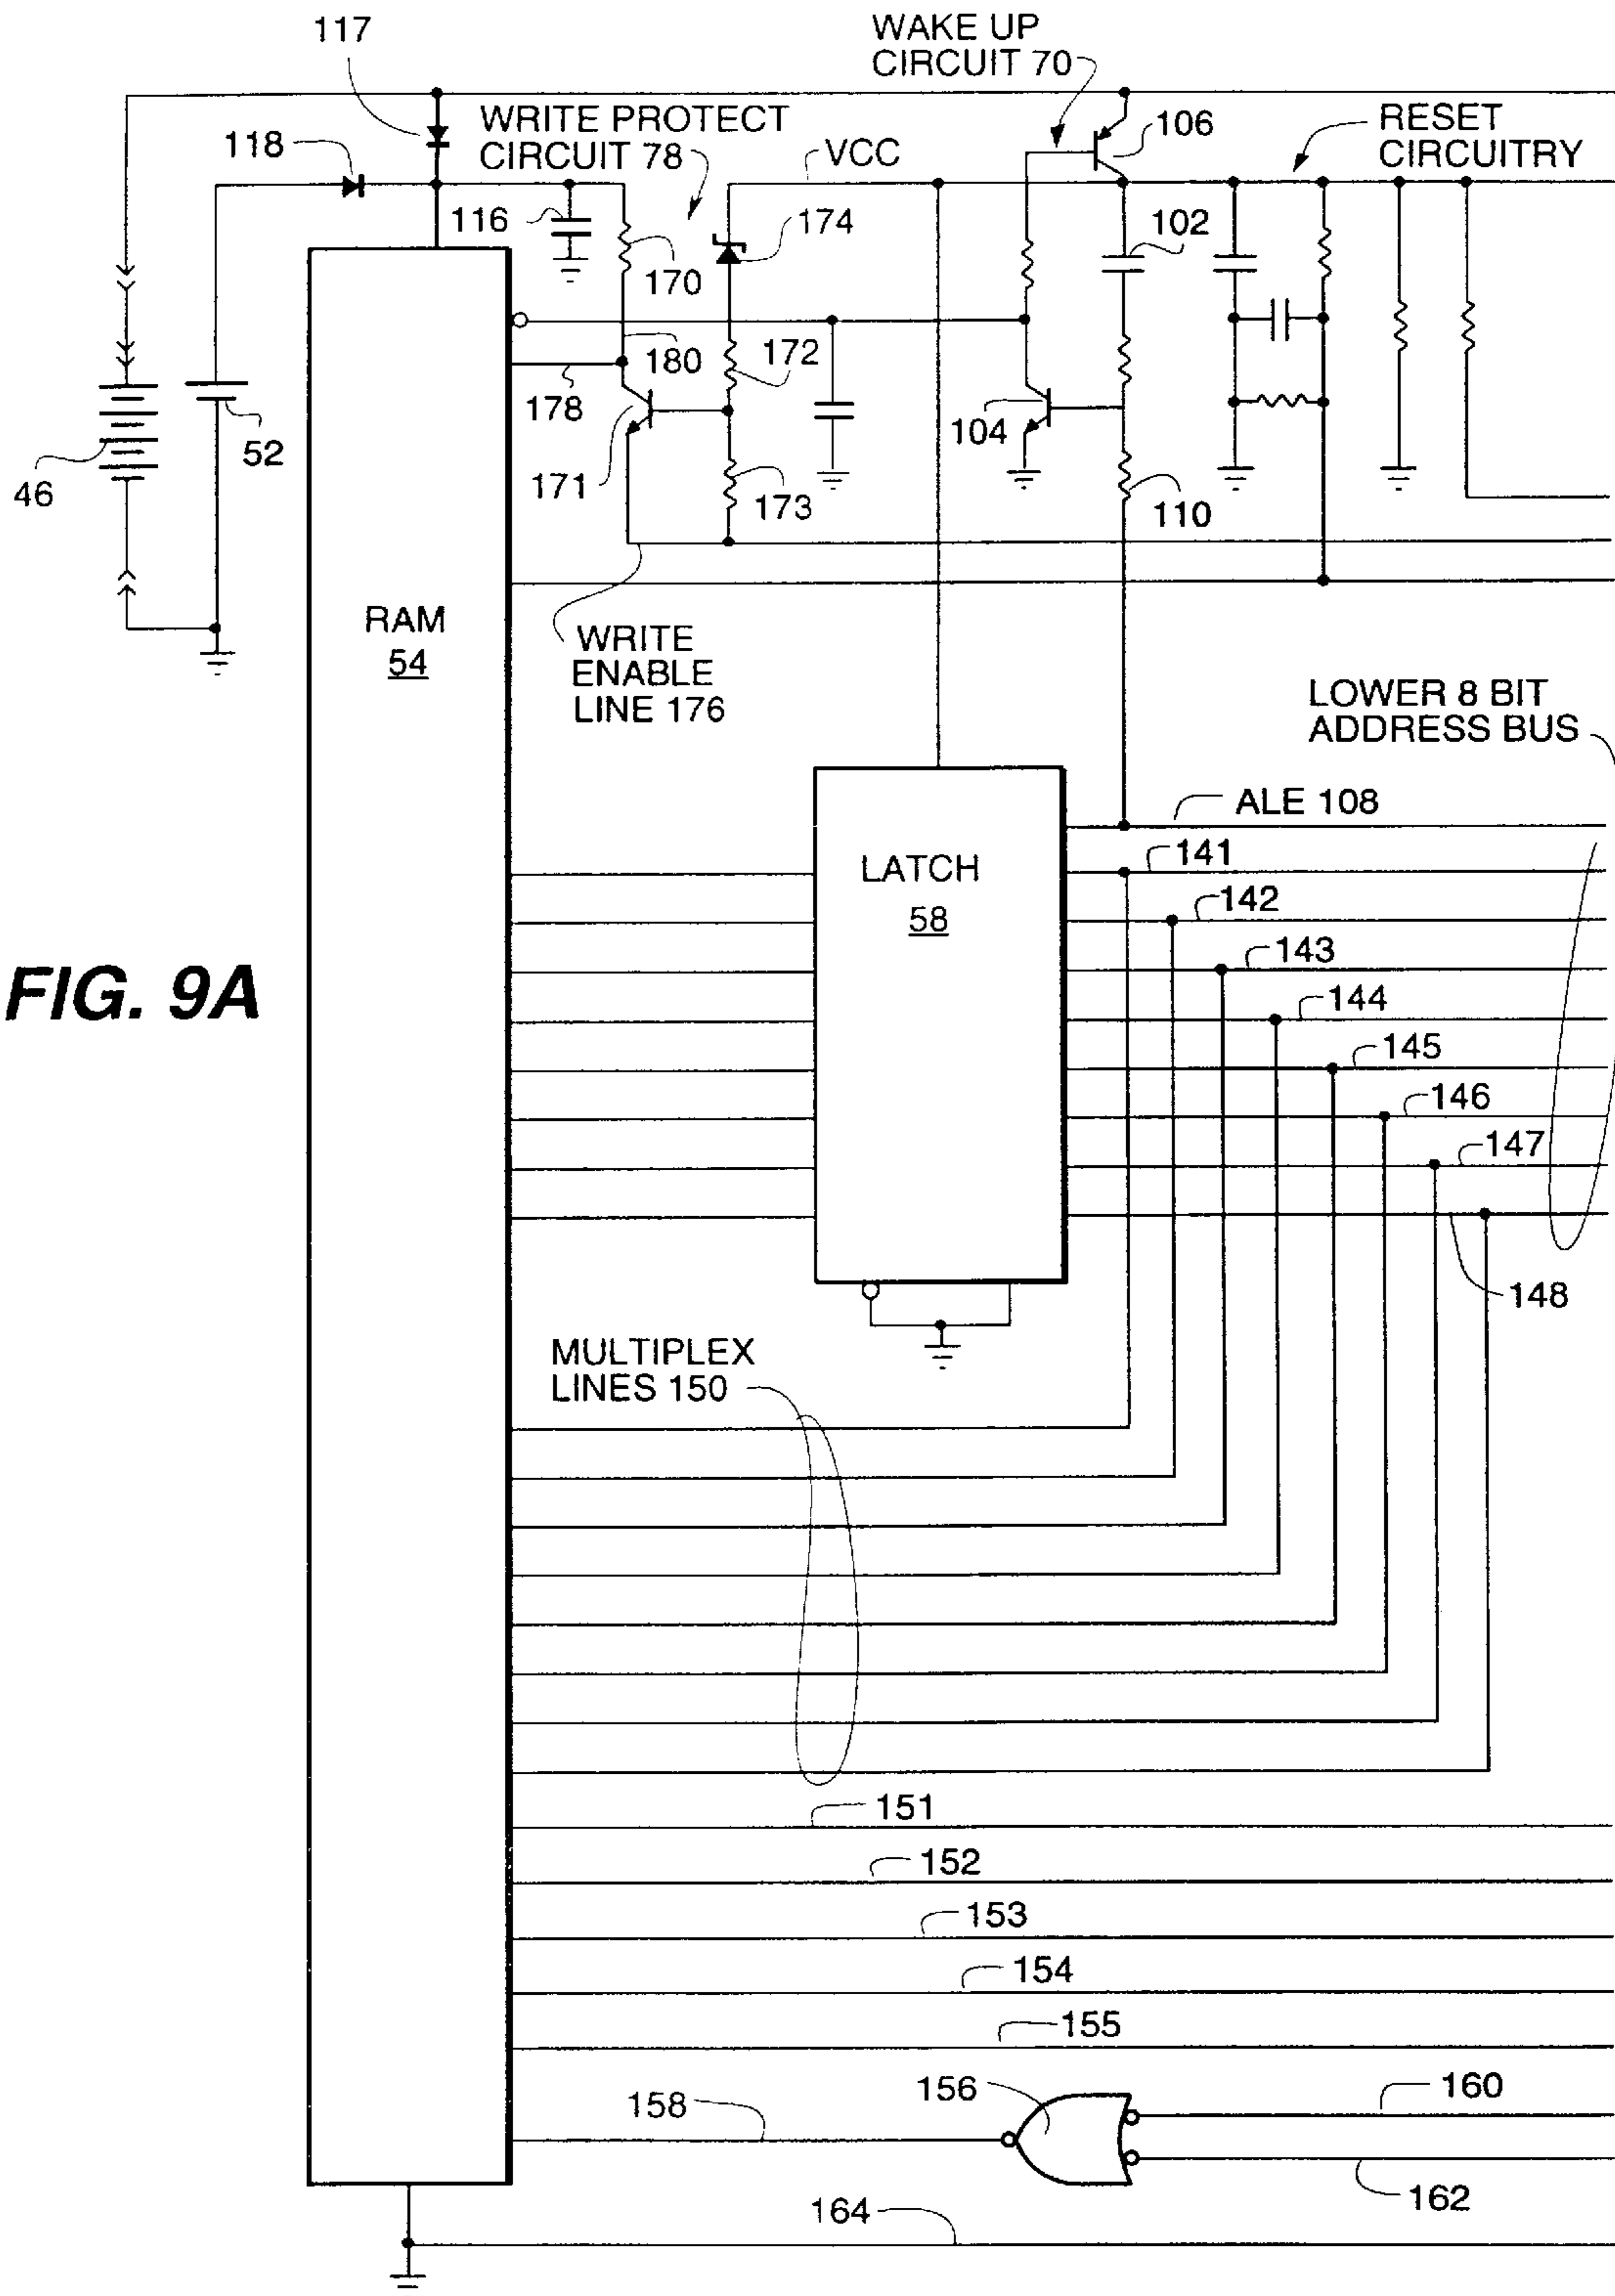 117
WAKE UP
CIRCUIT 70
118
WRITE PROTECT
CIRCUIT 78
106
RESET
CIRCUITRY
VCC
116
174
102
170
180
172
178
104
46
52
171
173
110
RAM
54
WRITE
ENABLE
LINE 176
LOWER 8 BIT
ADDRESS BUS
ALE 108
LATCH
58
141
142
143
144
145
146
147
148
FIG. 9A
MULTIPLEX
LINES 150
151
152
153
154
155
156
158
160
162
164